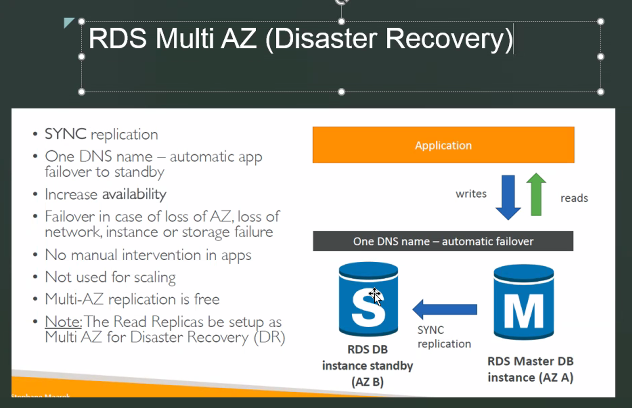 RDS Multi AZ (Disaster Recovery)
• SYNC replication
• One DNS name – automatic app
failover to standby
• Increase availability
• Failover in case of loss of AZ, loss of
network, instance or storage failure
• No manual intervention in apps
• Not used for scaling
• Multi-AZ replication is free
• Note: The Read Replicas be setup as
Multi AZ for Disaster Recovery (DR)
Application
writes
reads
One DNS name – automatic failover
S
M
SYNC
replication
RDS DB
instance standby
(AZ B)
RDS Master DB
instance (AZ A)